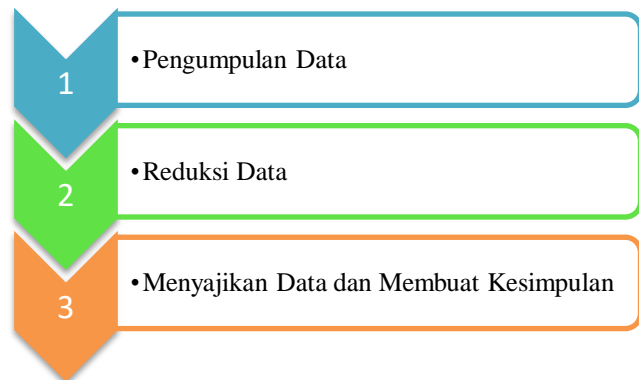 1
•Pengumpulan Data
2
•Reduksi Data
3
•Menyajikan Data dan Membuat Kesimpulan